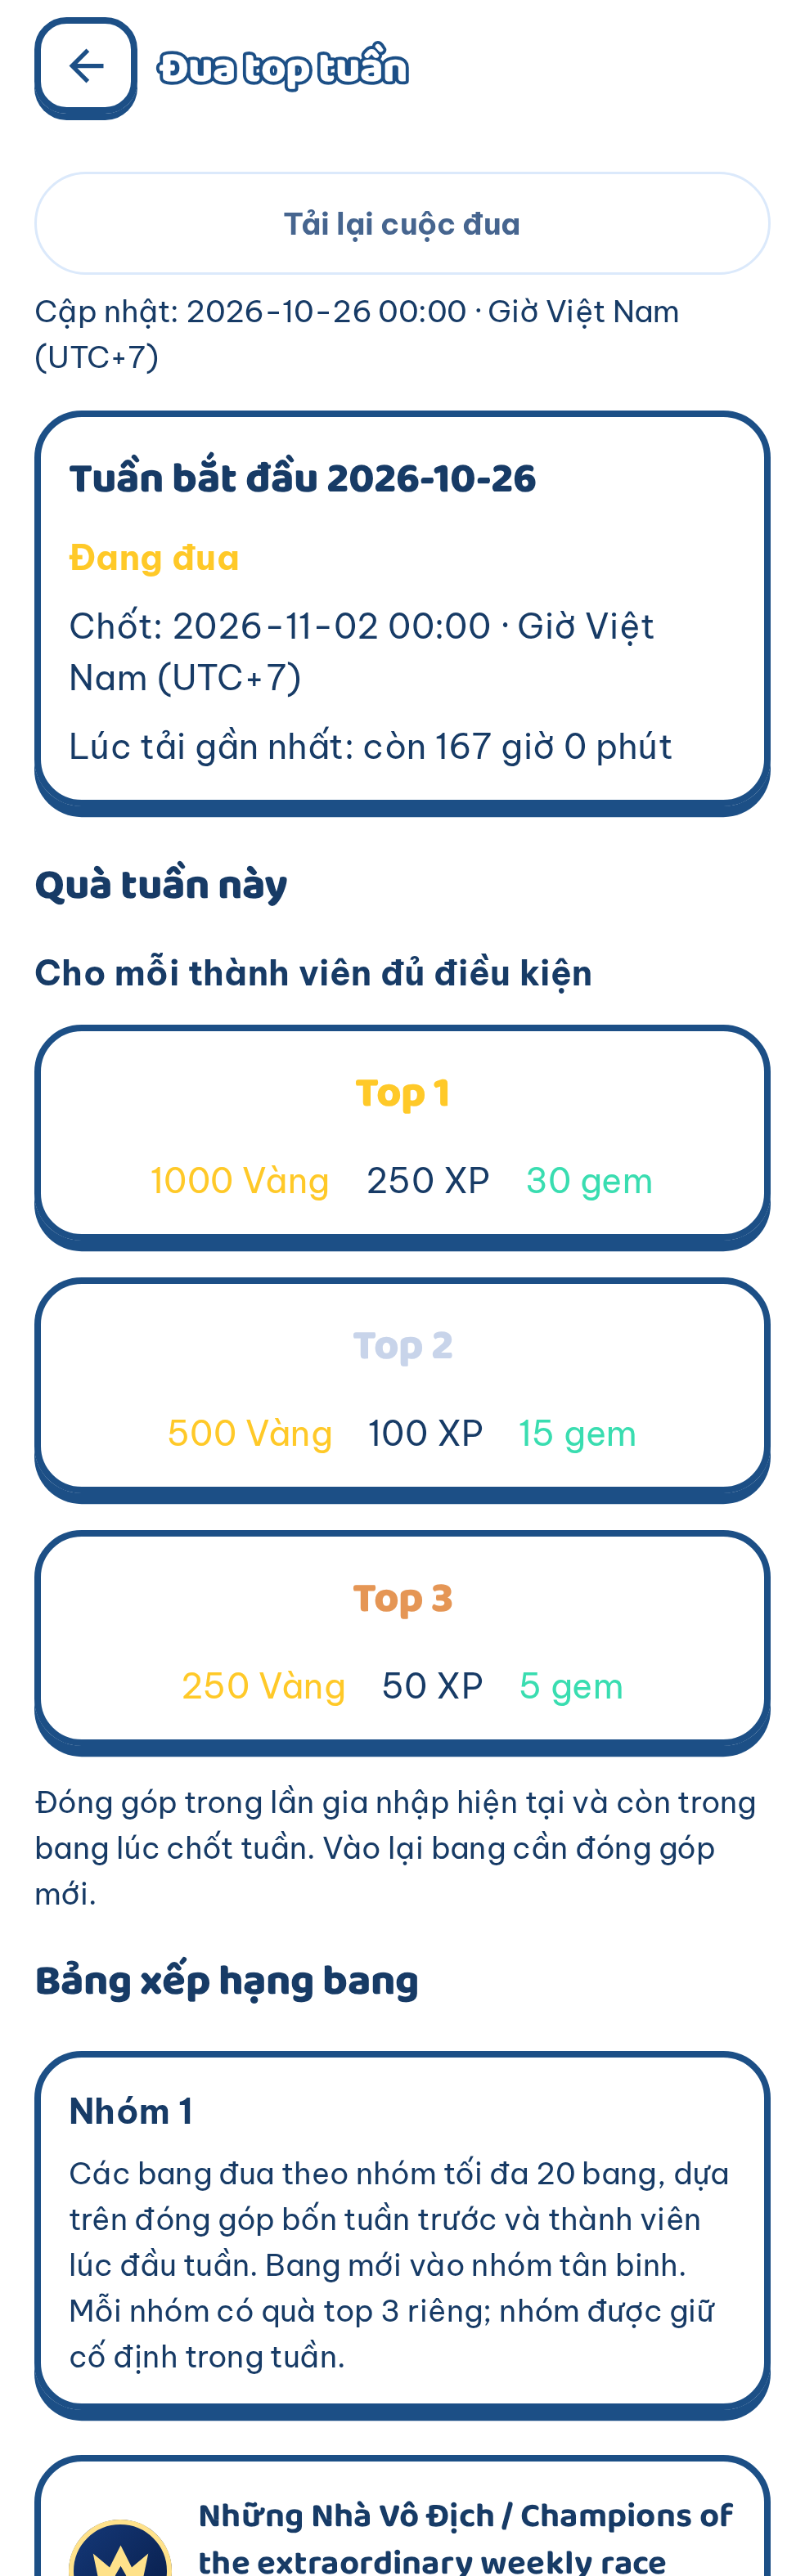 Đua top tuần
Tải lại cuộc đua
Cập nhật: 2026-10-26 00:00 · Giờ Việt Nam
(UTC+7)
Tuần bắt đầu 2026-10-26
Đang đua
Chốt: 2026-11-02 00:00 · Giờ Việt
Nam (UTC+7)
Lúc tải gần nhất: còn 167 giờ 0 phút
Quà tuần này
Cho mỗi thành viên đủ điều kiện
Top 1
1000 Vàng 250 XP 30 gem
Top 2
500 Vàng 100 XP 15 gem
Top 3
250 Vàng 50 XP 5 gem
Đóng góp trong lần gia nhập hiện tại và còn trong
bang lúc chốt tuần. Vào lại bang cần đóng góp
mới.
Bảng xếp hạng bang
Nhóm 1
Các bang đua theo nhóm tối đa 20 bang, dựa
trên đóng góp bốn tuần trước và thành viên
lúc đầu tuần. Bang mới vào nhóm tân binh.
Mỗi nhóm có quà top 3 riêng; nhóm được giữ
cố định trong tuần.
Những Nhà Vô Địch / Champions of
the extraordinary weekly race